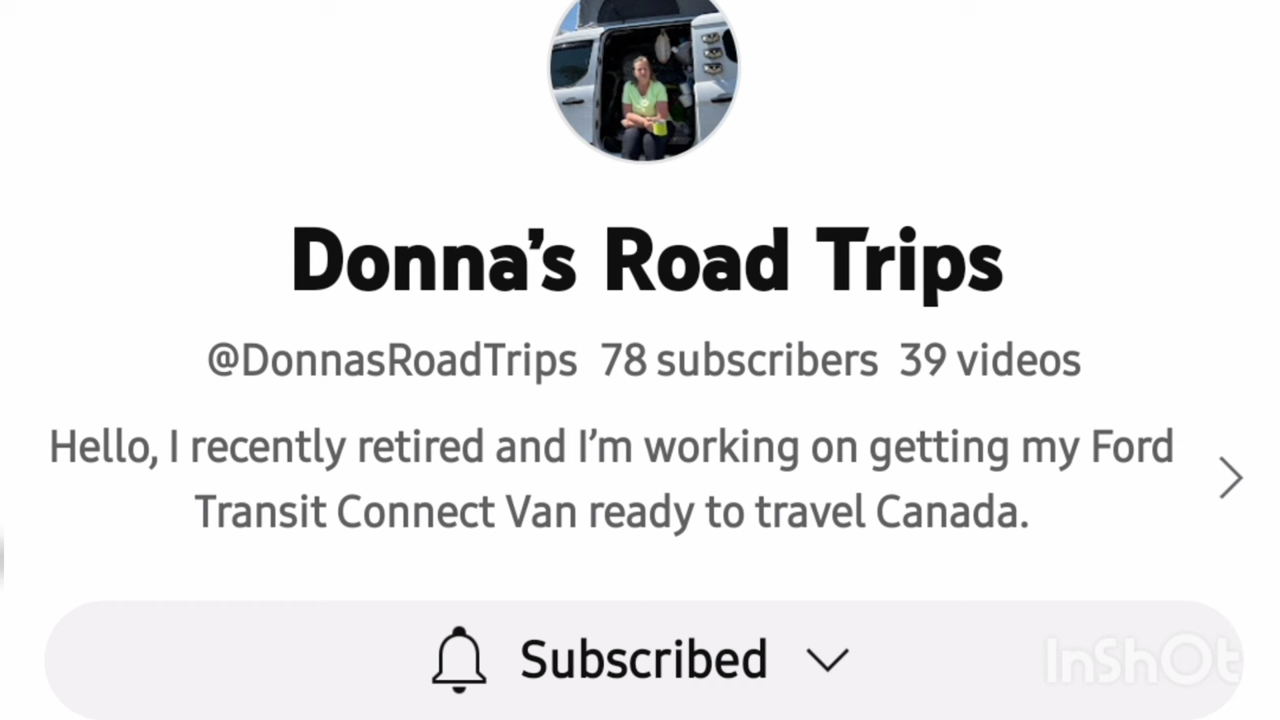 Donna’s Road Trips
@DonnasRoadTrips 78 subscribers 39 videos
Hello, I recently retired and I’m working on getting my Ford
Transit Connect Van ready to travel Canada.
Subscribed
InShOt